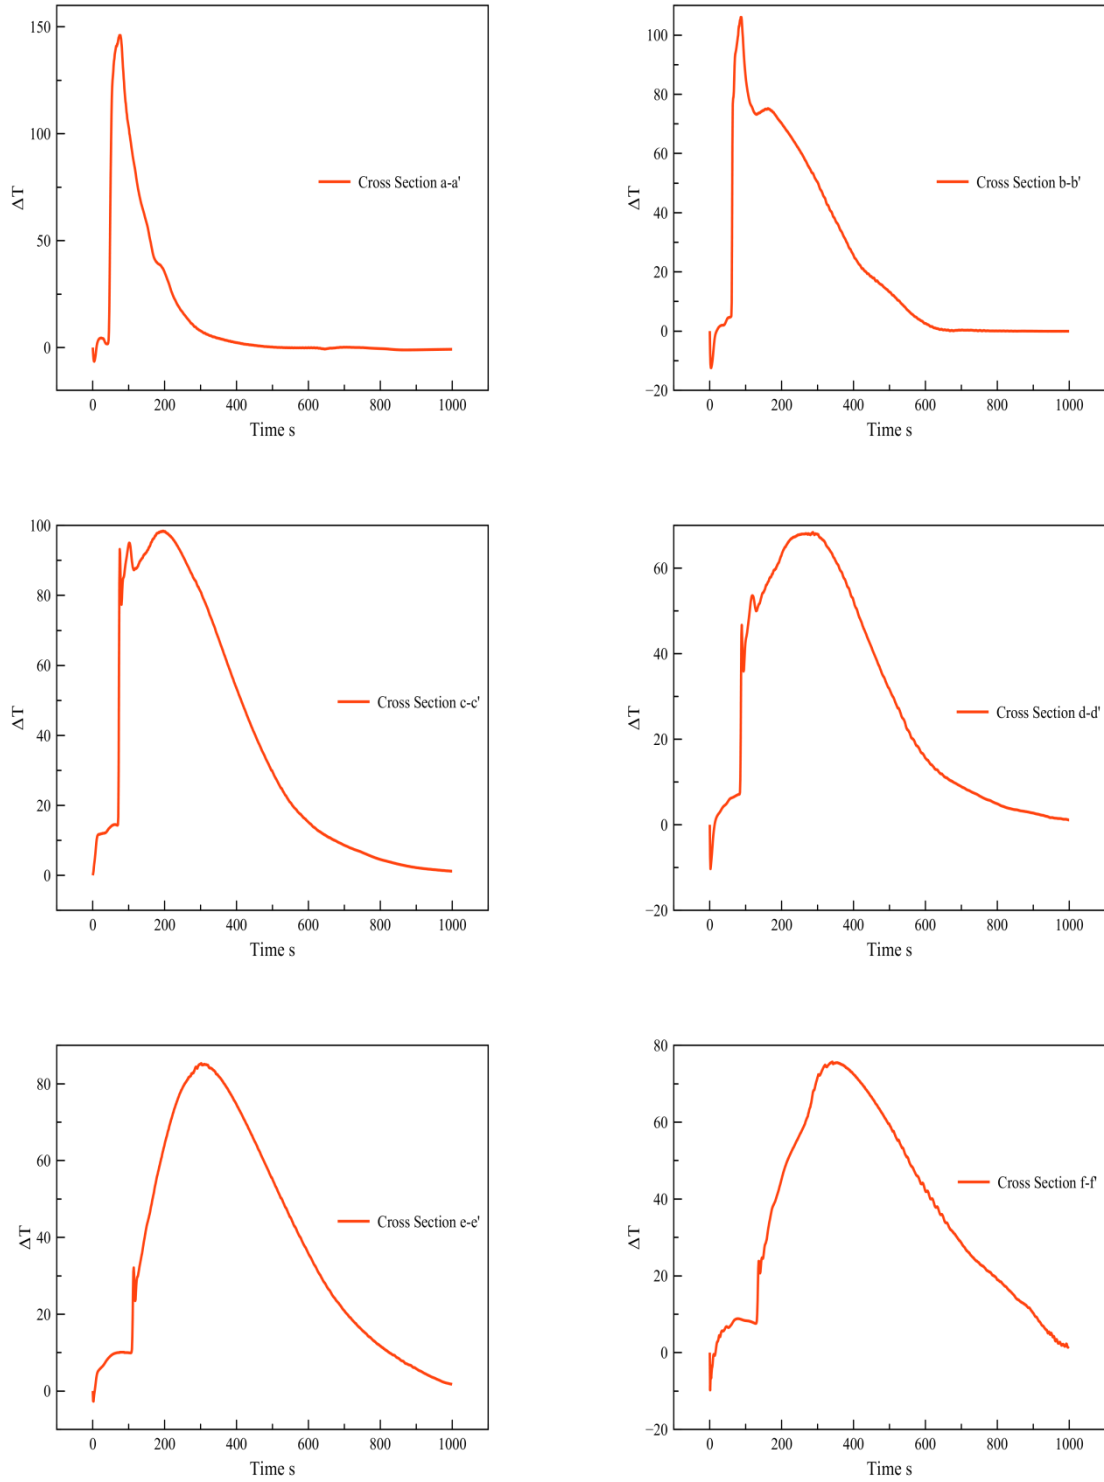 150
100
50
0
ΔT
Cross Section a-a'
0 200 400 600 800 1000
Time s
100
80
60
40
20
0
−20
ΔT
Cross Section b-b'
0 200 400 600 800 1000
Time s
100
80
60
40
20
0
ΔT
Cross Section c-c'
0 200 400 600 800 1000
Time s
60
40
20
0
−20
ΔT
Cross Section d-d'
0 200 400 600 800 1000
Time s
80
60
40
20
0
ΔT
Cross Section e-e'
0 200 400 600 800 1000
Time s
80
60
40
20
0
−20
ΔT
Cross Section f-f'
0 200 400 600 800 1000
Time s